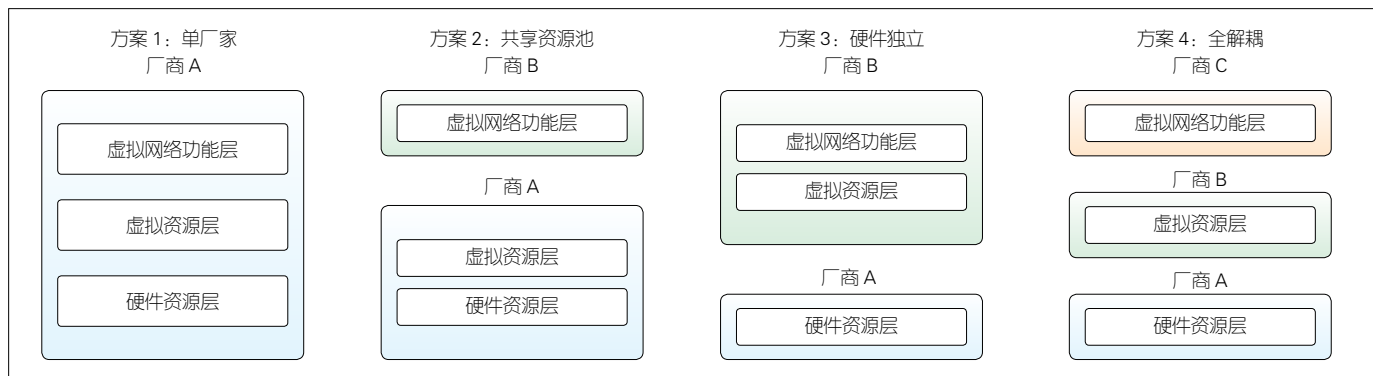 方案 1：单厂家
厂商 A
虚拟网络功能层
虚拟资源层
硬件资源层
方案 2：共享资源池
厂商 B
虚拟网络功能层
厂商 A
虚拟资源层
硬件资源层
方案 3：硬件独立
厂商 B
虚拟网络功能层
虚拟资源层
厂商 A
硬件资源层
方案 4：全解耦
厂商 C
虚拟网络功能层
厂商 B
虚拟资源层
厂商 A
硬件资源层